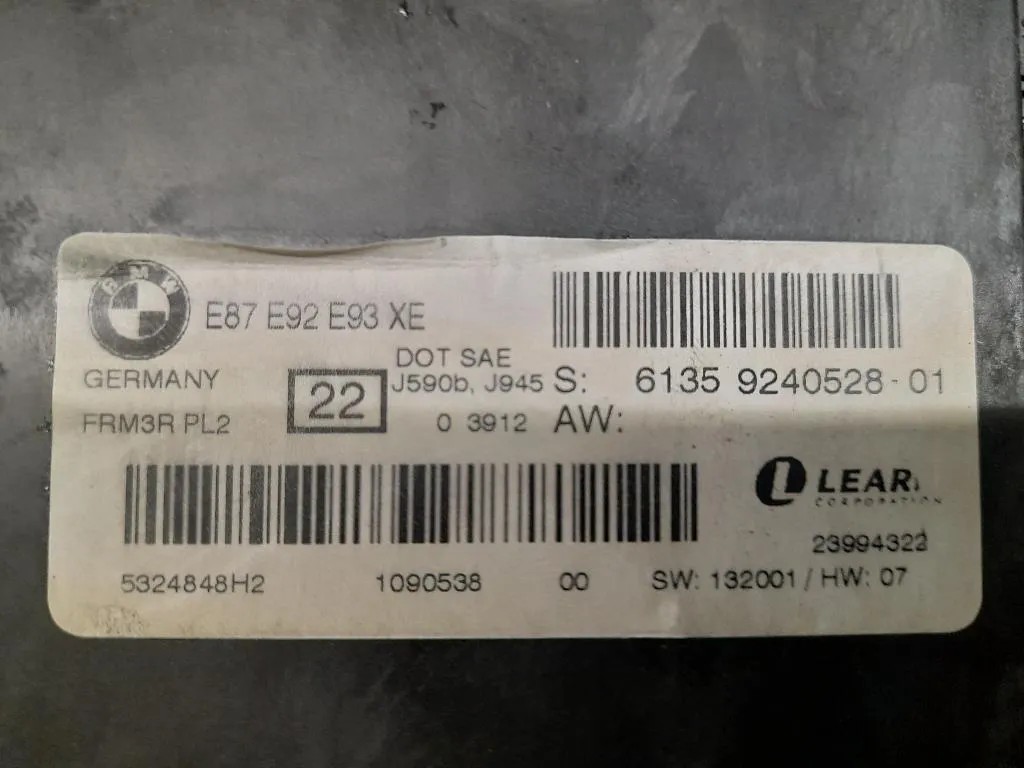 BMW
E87 E92 E93 XE
GERMANY
FRM3R PL2
22
DOT SAE
J590b, J945
0 3912
S: 6135 9240528-01
AW:
LEAR
CORPORATION
23994322
5324848H2 1090538 00 SW: 132001 / HW: 07